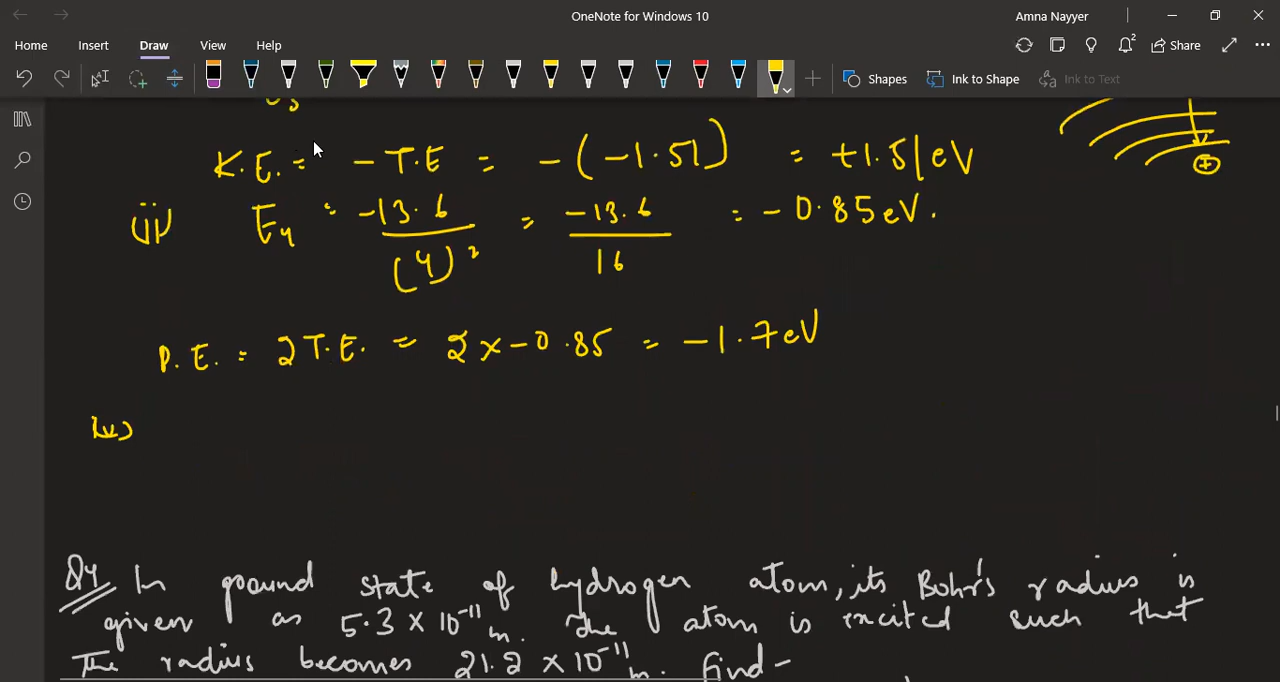 OneNote for Windows 10
Amna Nayyer
Home Insert Draw View Help
Share
Shapes Ink to Shape Ink to Text
K.E. = - T.E = - (-1.51) = +1.51 eV
E4 = -13.6 / (4)² = -13.6 / 16 = - 0.85 eV.
P.E. = 2 T.E. = 2 x - 0.85 = - 1.7 eV
Q4 In ground state of hydrogen atom, its Bohr's radius is
given as 5.3 × 10⁻¹¹ m. The atom is excited such that
The radius becomes 21.2 × 10⁻¹¹ m. Find -